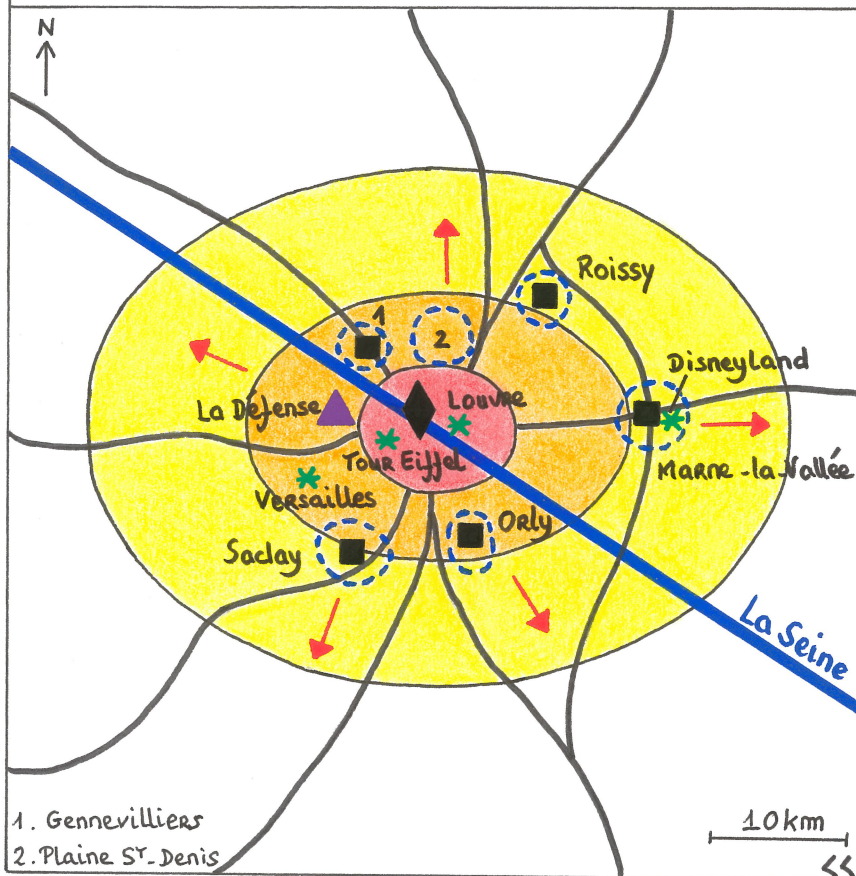 N
Roissy
1
2
Disneyland
La Défense
Louvre
Tour Eiffel
Marne-la-Vallée
Versailles
Orly
Saclay
La Seine
1. Gennevilliers
2. Plaine St-Denis
10km
<<